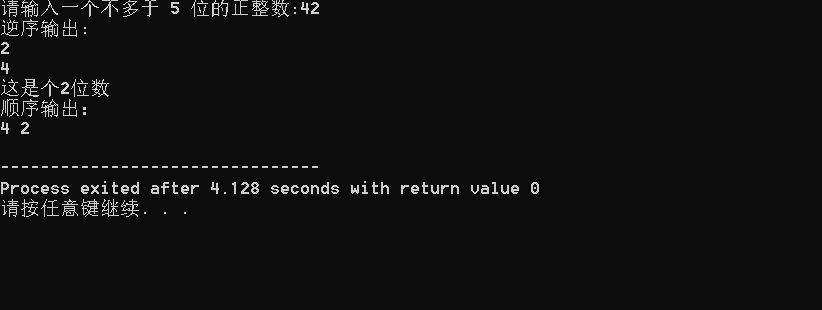 请输入一个不多于 5 位的正整数:42
逆序输出:
2
4
这是个2位数
顺序输出:
4 2
--------------------------------
Process exited after 4.128 seconds with return value 0
请按任意键继续. . .